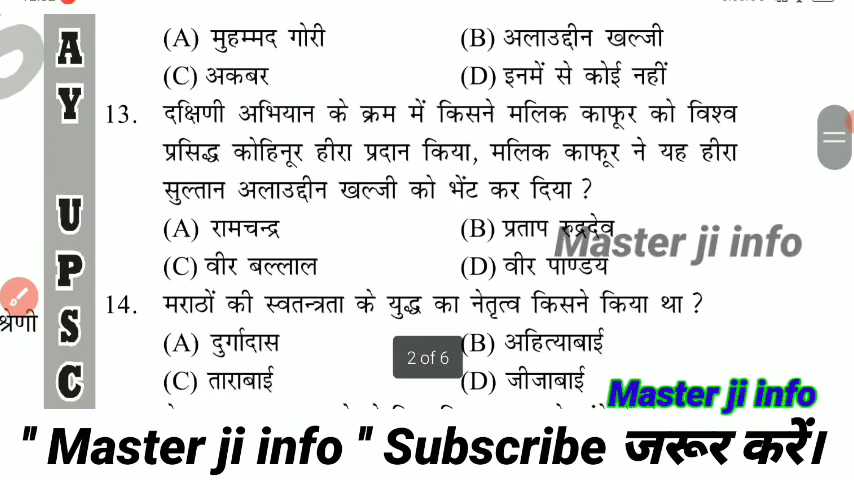 A
Y
U
P
S
C
(A) मुहम्मद गोरी (B) अलाउद्दीन खल्जी
(C) अकबर (D) इनमें से कोई नहीं
13. दक्षिणी अभियान के क्रम में किसने मलिक काफूर को विश्व
प्रसिद्ध कोहिनूर हीरा प्रदान किया, मलिक काफूर ने यह हीरा
सुल्तान अलाउद्दीन खल्जी को भेंट कर दिया ?
(A) रामचन्द्र (B) प्रताप रुद्रदेव
Master ji info
(C) वीर बल्लाल (D) वीर पाण्डय
14. मराठों की स्वतन्त्रता के युद्ध का नेतृत्व किसने किया था ?
श्रेणी
(A) दुर्गादास (B) अहित्याबाई
2 of 6
(C) ताराबाई (D) जीजाबाई
Master ji info
" Master ji info " Subscribe जरूर करें।